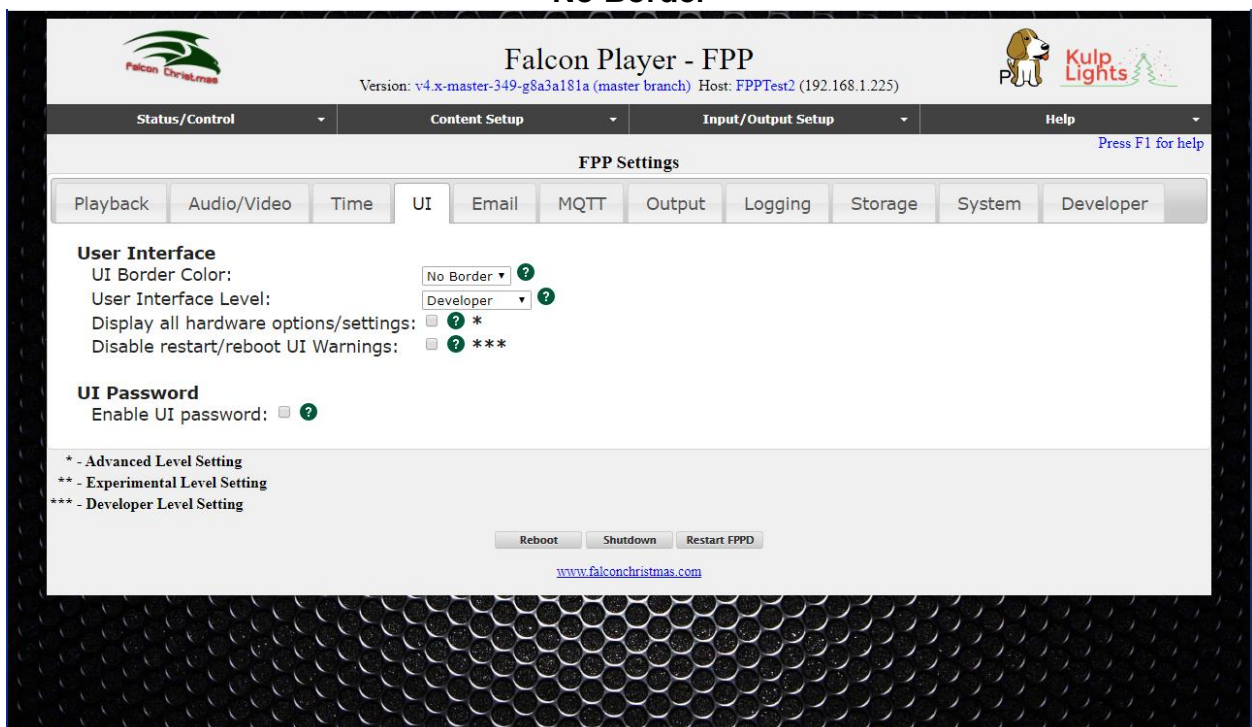 No Border
Falcon Christmas
Falcon Player - FPP
Version: v4.x-master-349-g8a3a181a (master branch) Host: FPPTest2 (192.168.1.225)
PiJU
Kulp
Lights
Status/Control
Content Setup
Input/Output Setup
Help
Press F1 for help
FPP Settings
Playback Audio/Video Time UI Email MQTT Output Logging Storage System Developer
User Interface
UI Border Color: No Border ?
User Interface Level: Developer ?
Display all hardware options/settings: ? *
Disable restart/reboot UI Warnings: ? ***
UI Password
Enable UI password: ?
* - Advanced Level Setting
** - Experimental Level Setting
*** - Developer Level Setting
Reboot Shutdown Restart FPPD
www.falconchristmas.com